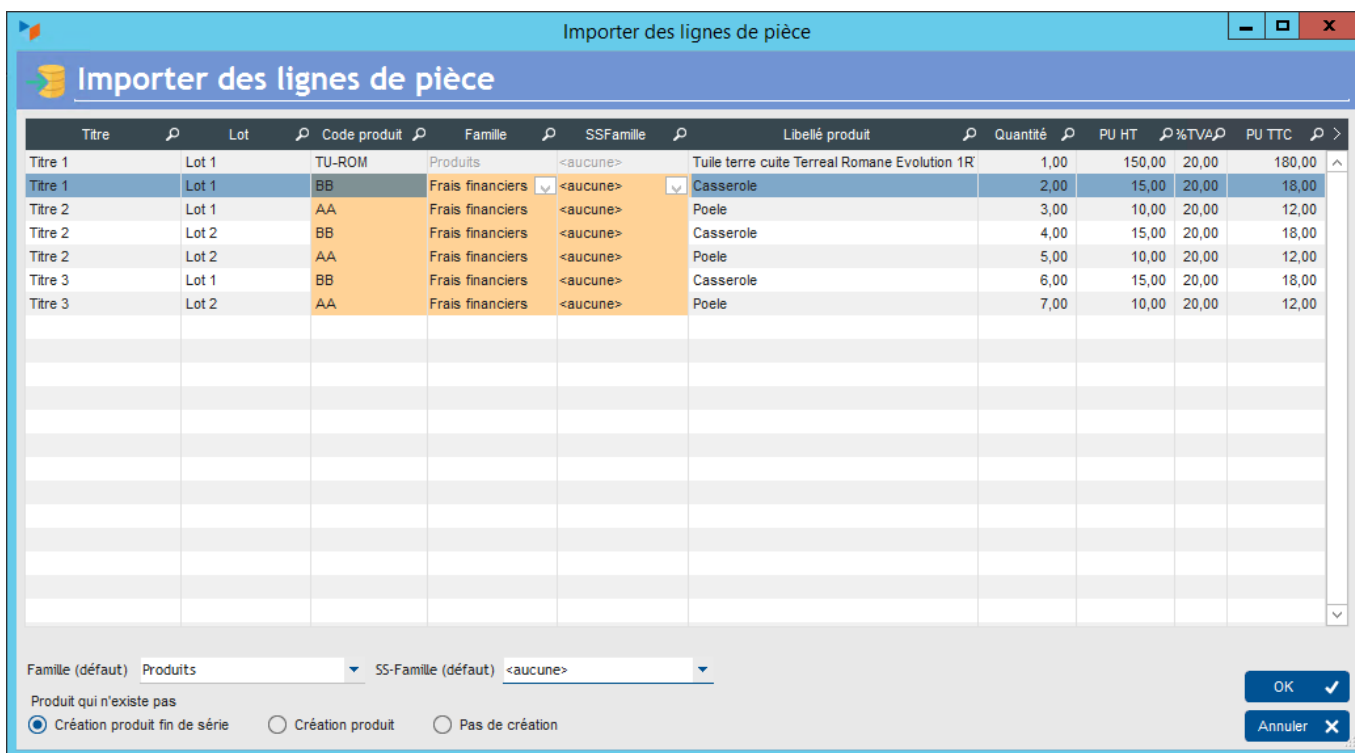 Importer des lignes de pièce
Importer des lignes de pièce
Titre Lot Code produit Famille SSFamille Libellé produit Quantité PU HT %TVA PU TTC
Titre 1 Lot 1 TU-ROM Produits <aucune> Tuile terre cuite Terreal Romane Evolution 1R 1,00 150,00 20,00 180,00
Titre 1 Lot 1 BB Frais financiers <aucune> Casserole 2,00 15,00 20,00 18,00
Titre 2 Lot 1 AA Frais financiers <aucune> Poele 3,00 10,00 20,00 12,00
Titre 2 Lot 2 BB Frais financiers <aucune> Casserole 4,00 15,00 20,00 18,00
Titre 2 Lot 2 AA Frais financiers <aucune> Poele 5,00 10,00 20,00 12,00
Titre 3 Lot 1 BB Frais financiers <aucune> Casserole 6,00 15,00 20,00 18,00
Titre 3 Lot 2 AA Frais financiers <aucune> Poele 7,00 10,00 20,00 12,00
Famille (défaut) Produits SS-Famille (défaut) <aucune>
Produit qui n'existe pas
Création produit fin de série Création produit Pas de création
OK
Annuler